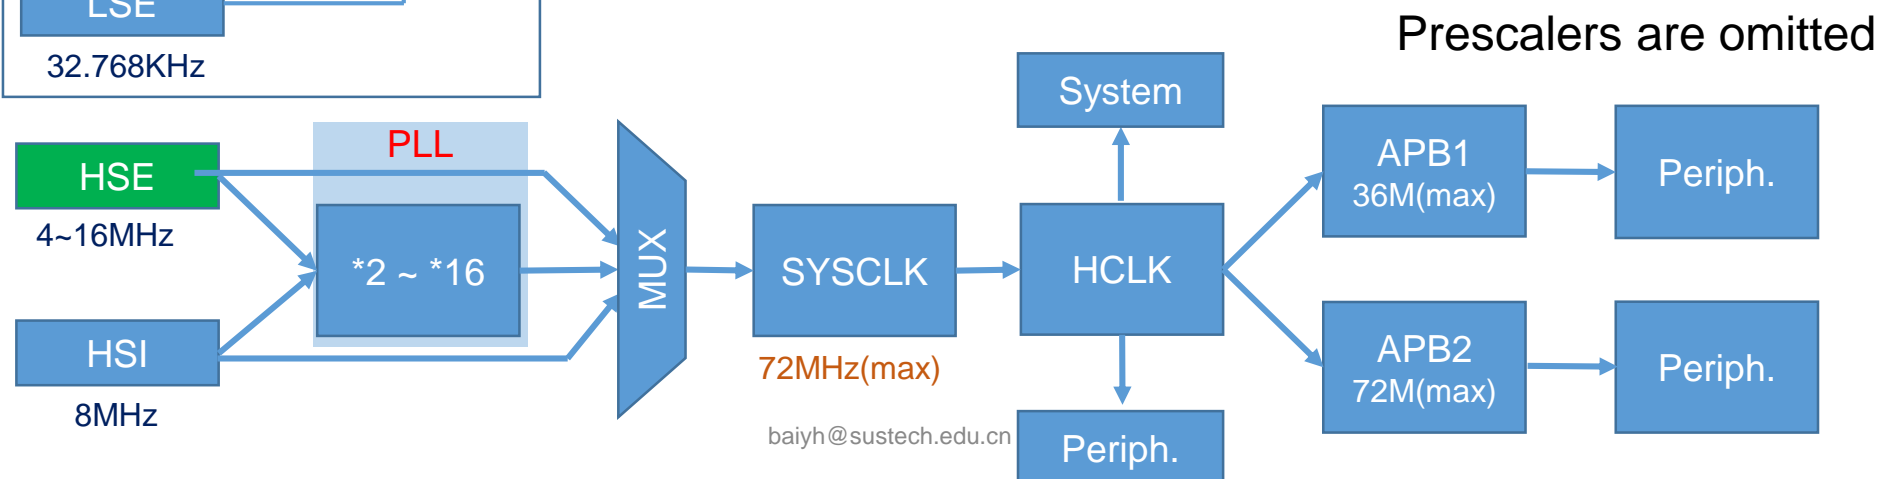 LSE
32.768KHz
Prescalers are omitted
System
PLL
HSE
4~16MHz
*2 ~ *16
MUX
SYSCLK
72MHz(max)
HCLK
APB1
36M(max)
Periph.
HSI
8MHz
APB2
72M(max)
Periph.
baiyh@sustech.edu.cn
Periph.